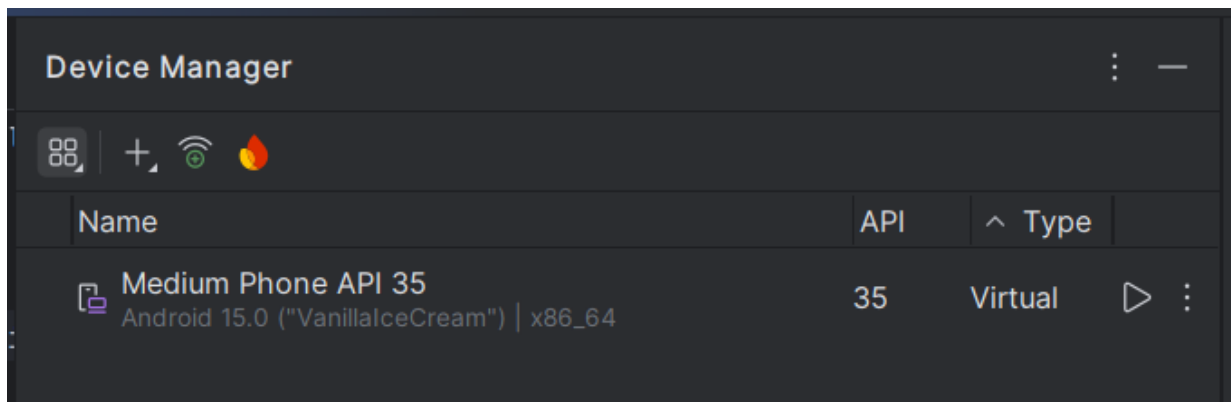 Device Manager
Name API Type
Medium Phone API 35 35 Virtual
Android 15.0 ("VanillaIceCream") | x86_64